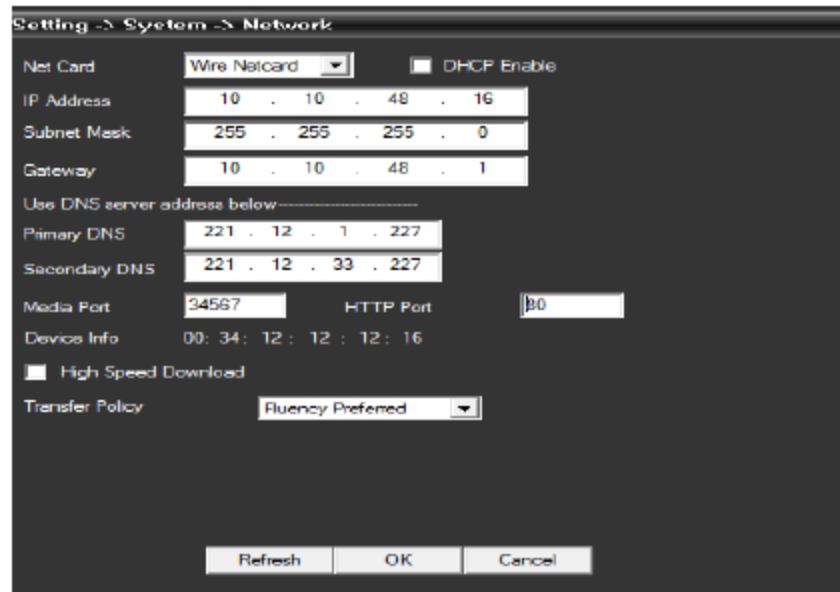 Setting -> System -> Network
Net Card Wire Netcard DHCP Enable
IP Address 10 . 10 . 48 . 16
Subnet Mask 255 . 255 . 255 . 0
Gateway 10 . 10 . 48 . 1
Use DNS server address below--------------------------
Primary DNS 221 . 12 . 1 . 227
Secondary DNS 221 . 12 . 33 . 227
Media Port 34567 HTTP Port 80
Device Info 00: 34: 12 : 12 : 12: 16
High Speed Download
Transfer Policy Fluency Preferred
Refresh OK Cancel